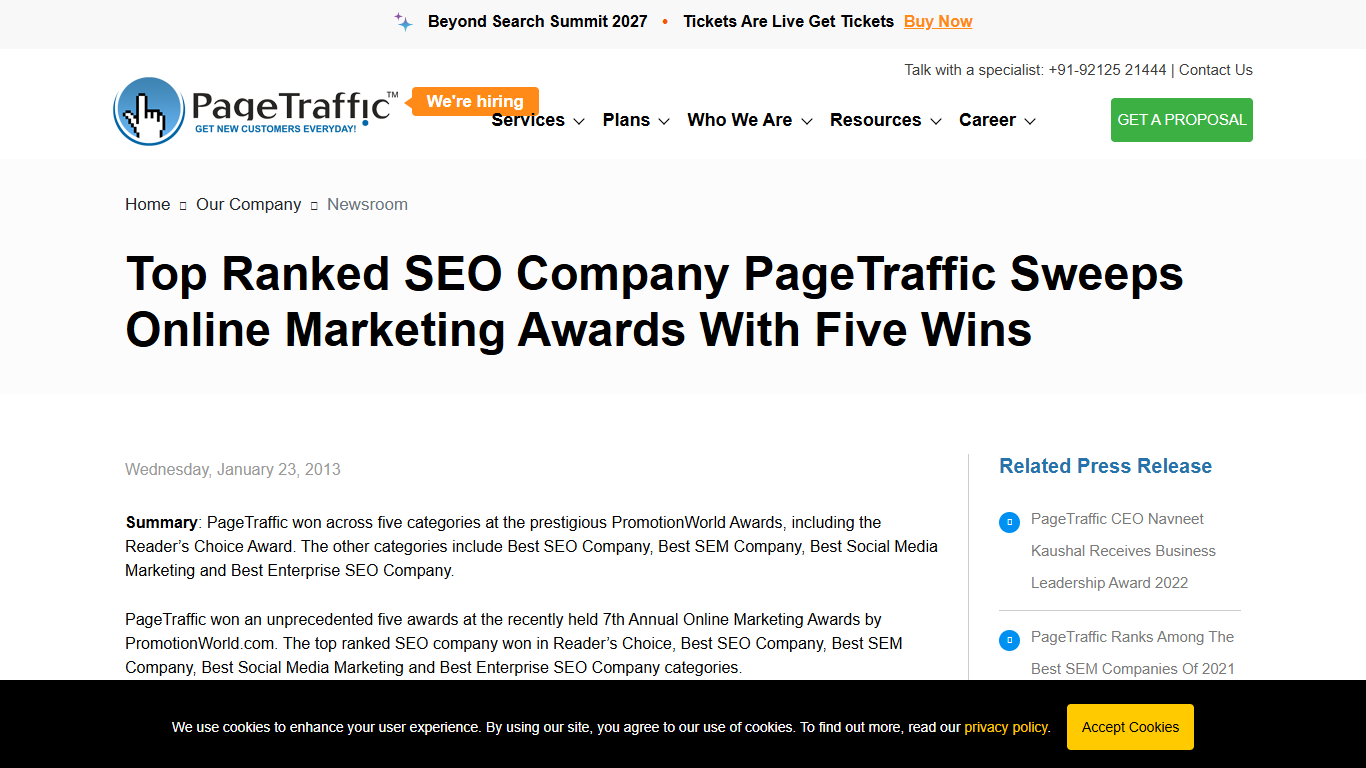 Beyond Search Summit 2027 • Tickets Are Live Get Tickets Buy Now
Talk with a specialist: +91-92125 21444 | Contact Us
PageTraffic™
GET NEW CUSTOMERS EVERYDAY!
We're hiring
Services Plans Who We Are Resources Career
GET A PROPOSAL
Home Our Company Newsroom
Top Ranked SEO Company PageTraffic Sweeps
Online Marketing Awards With Five Wins
Wednesday, January 23, 2013
Summary: PageTraffic won across five categories at the prestigious PromotionWorld Awards, including the
Reader’s Choice Award. The other categories include Best SEO Company, Best SEM Company, Best Social Media
Marketing and Best Enterprise SEO Company.
PageTraffic won an unprecedented five awards at the recently held 7th Annual Online Marketing Awards by
PromotionWorld.com. The top ranked SEO company won in Reader’s Choice, Best SEO Company, Best SEM
Company, Best Social Media Marketing and Best Enterprise SEO Company categories.
Related Press Release
PageTraffic CEO Navneet
Kaushal Receives Business
Leadership Award 2022
PageTraffic Ranks Among The
Best SEM Companies Of 2021
We use cookies to enhance your user experience. By using our site, you agree to our use of cookies. To find out more, read our privacy policy.
Accept Cookies